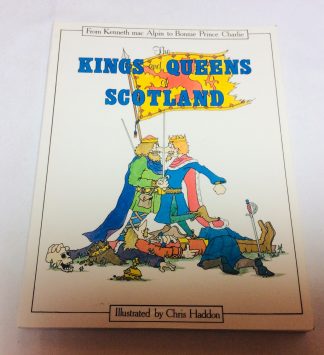 From Kenneth mac Alpin to Bonnie Prince Charlie
The
KINGS and QUEENS
of
SCOTLAND
Illustrated by Chris Haddon